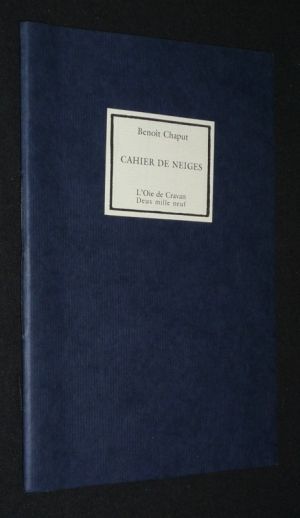 Benoît Chaput
CAHIER DE NEIGES
L'Oie de Cravan
Deux mille neuf